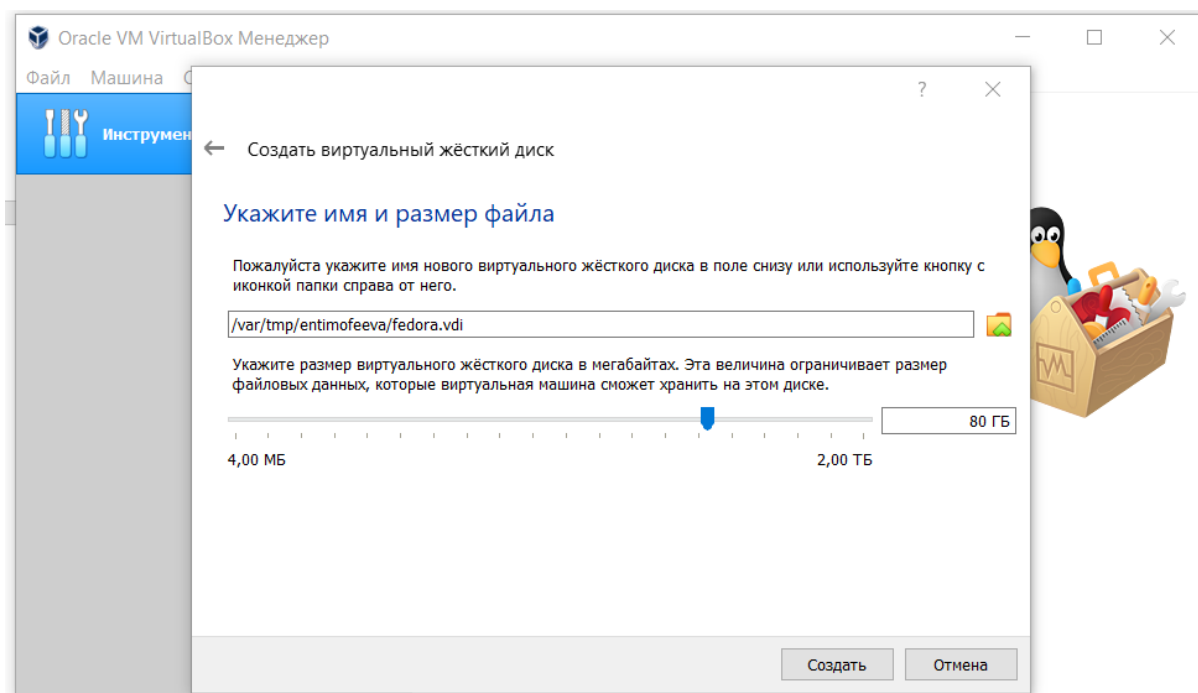 Oracle VM VirtualBox Менеджер
Файл Машина С
?
Инструмен
Создать виртуальный жёсткий диск
Укажите имя и размер файла
Пожалуйста укажите имя нового виртуального жёсткого диска в поле снизу или используйте кнопку с
иконкой папки справа от него.
/var/tmp/entimofeeva/fedora.vdi
Укажите размер виртуального жёсткого диска в мегабайтах. Эта величина ограничивает размер
файловых данных, которые виртуальная машина сможет хранить на этом диске.
80 ГБ
4,00 МБ 2,00 ТБ
Создать Отмена